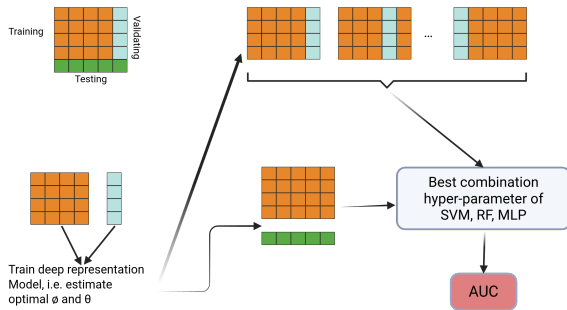 Training
Validating
Testing
...
Train deep representation
Model, i.e. estimate
optimal ø and θ
Best combination
hyper-parameter of
SVM, RF, MLP
AUC